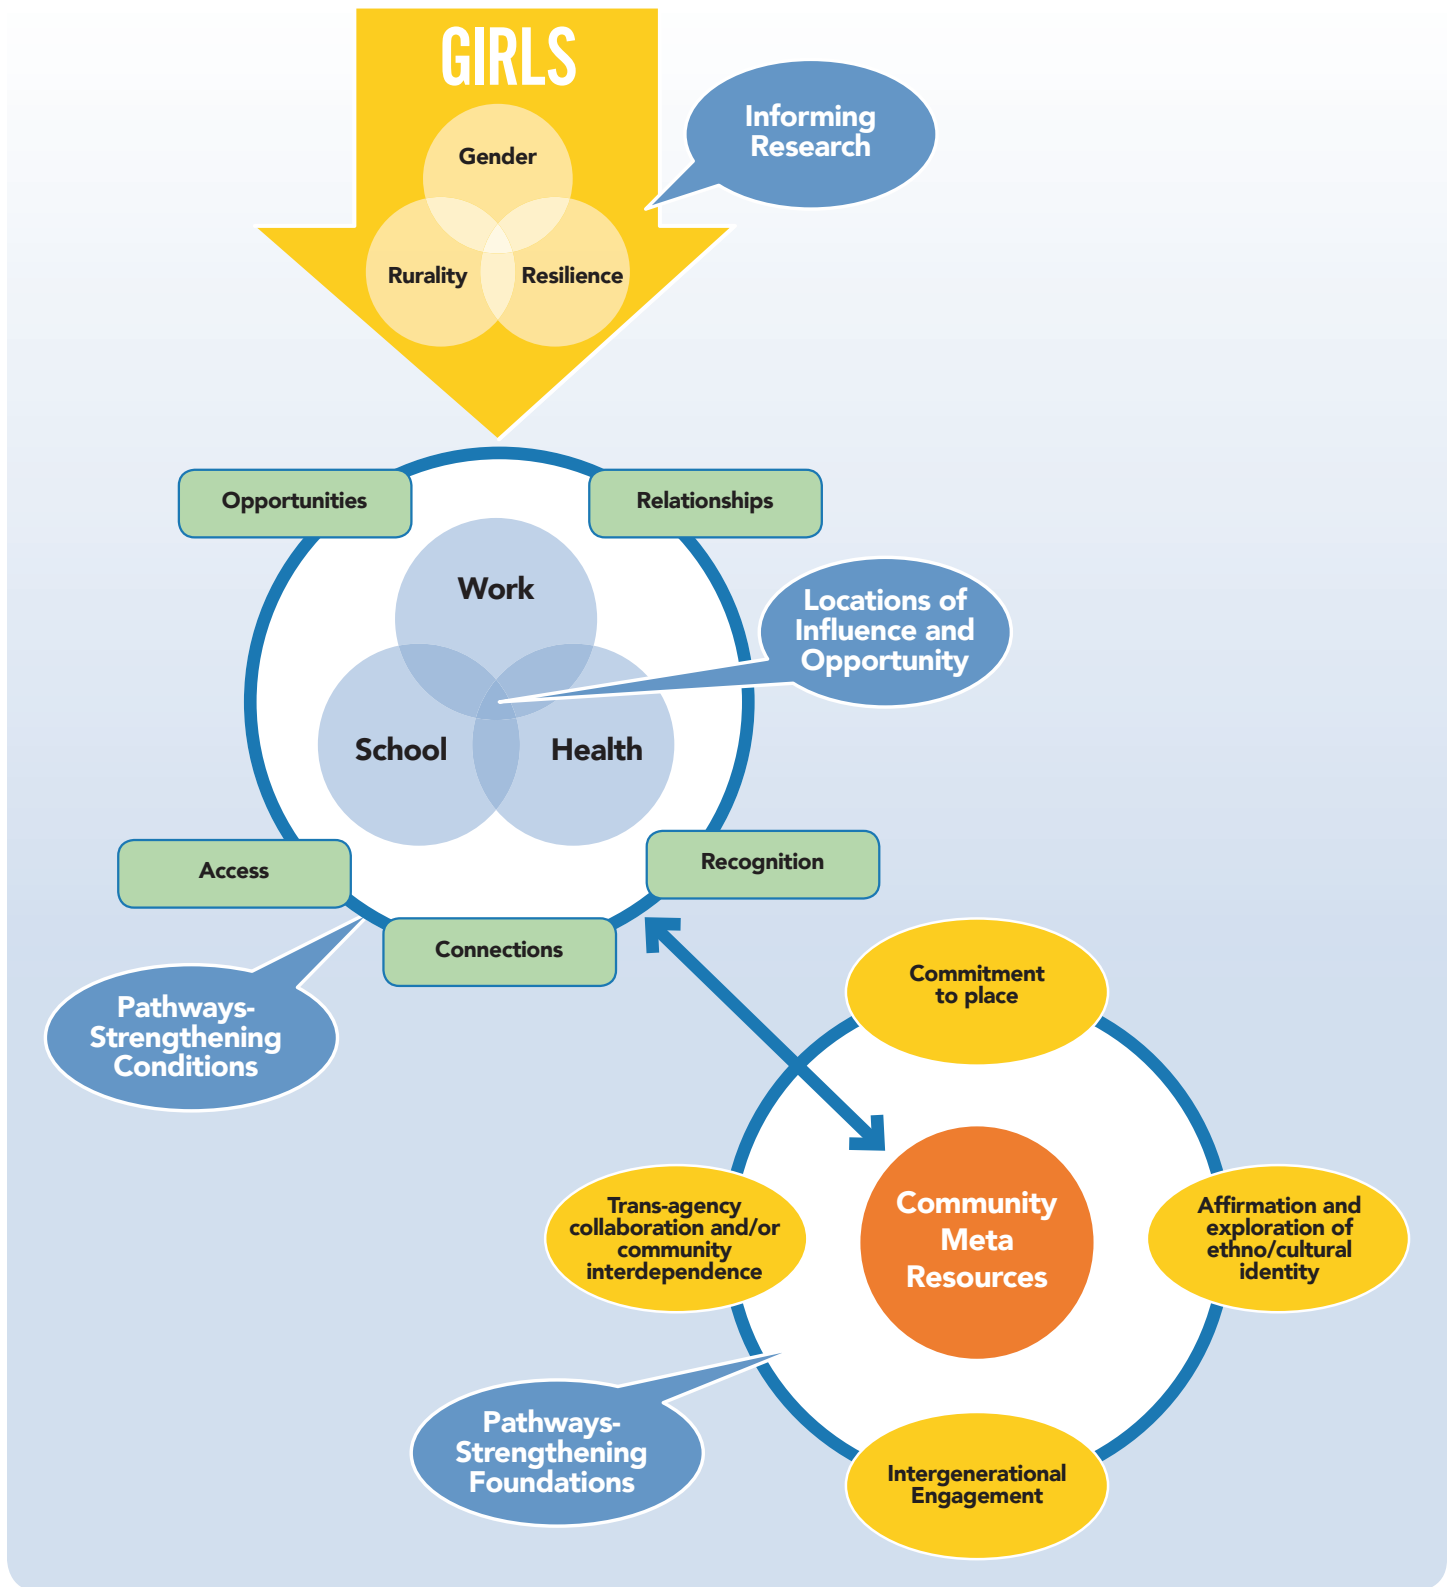 GIRLS
Gender
Rurality
Resilience
Informing
Research
Opportunities
Relationships
Work
School
Health
Locations of
Influence and
Opportunity
Access
Recognition
Connections
Pathways-
Strengthening
Conditions
Commitment
to place
Trans-agency
collaboration and/or
community
interdependence
Community
Meta
Resources
Affirmation and
exploration of
ethno/cultural
identity
Pathways-
Strengthening
Foundations
Intergenerational
Engagement